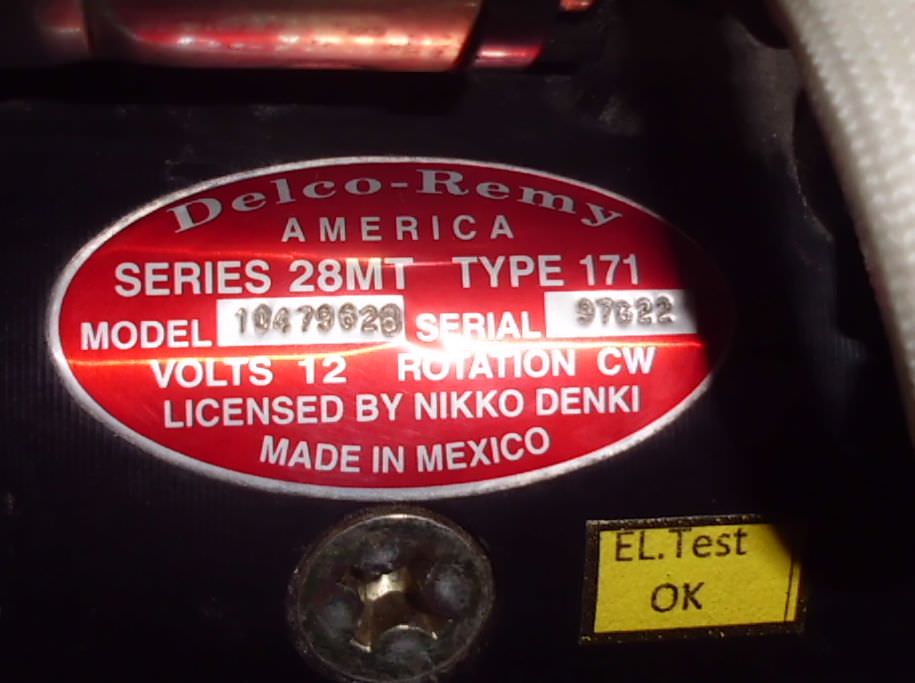 Delco-Remy
AMERICA
SERIES 28MT TYPE 171
MODEL 10479628 SERIAL 97G22
VOLTS 12 ROTATION CW
LICENSED BY NIKKO DENKI
MADE IN MEXICO
EL.Test
OK